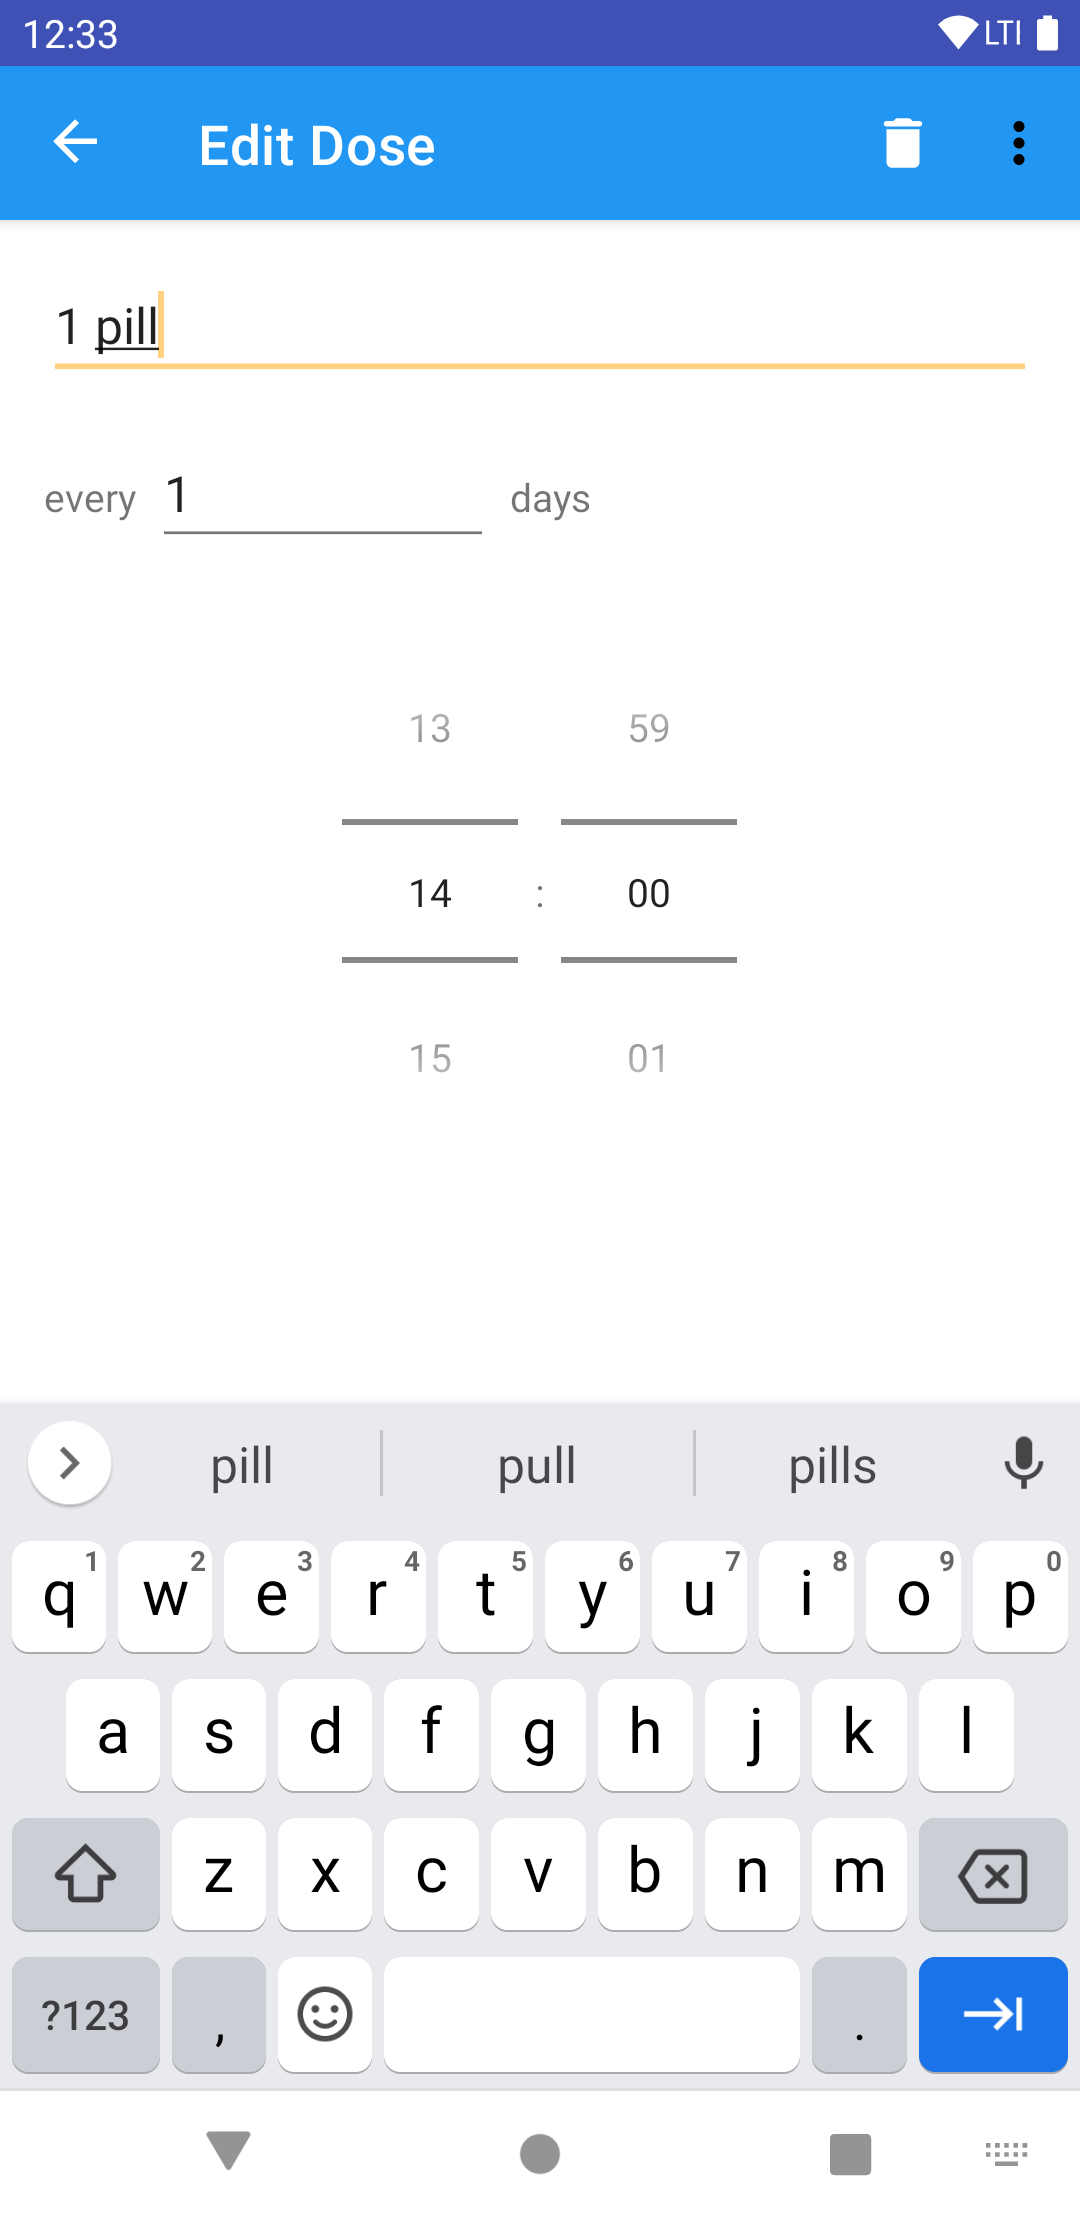 12:33 LTI
Edit Dose
1 pill
every 1 days
13 59
14 : 00
15 01
pill pull pills
q 1 w 2 e 3 r 4 t 5 y 6 u 7 i 8 o 9 p 0
a s d f g h j k l
z x c v b n m
?123 , .